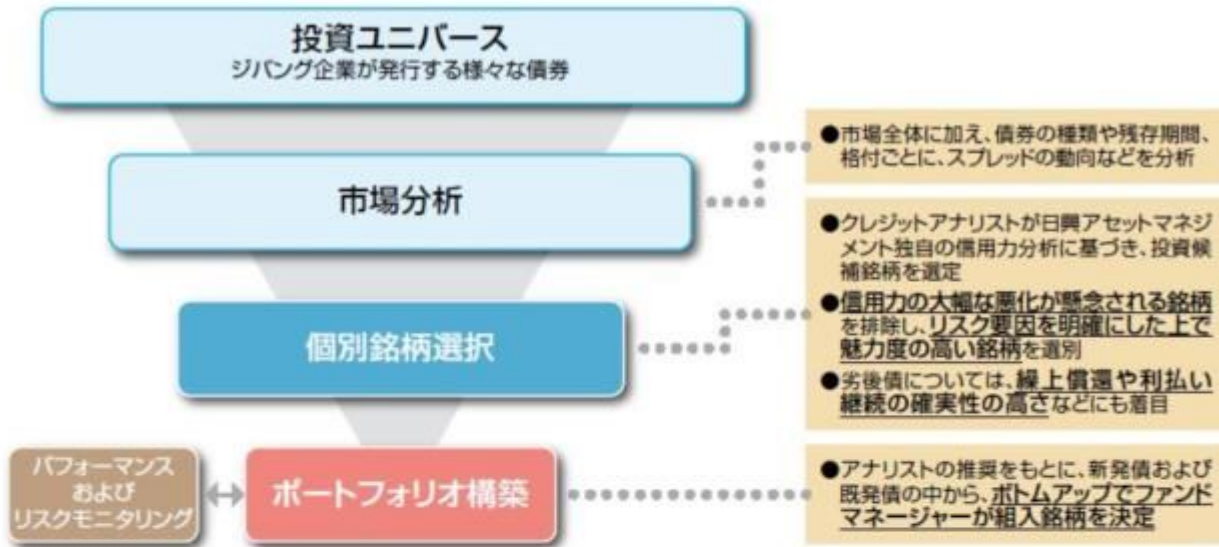 投資ユニバース
ジパング企業が発行する様々な債券
市場分析
●市場全体に加え、債券の種類や残存期間、
格付ごとに、スプレッドの動向などを分析
個別銘柄選択
●クレジットアナリストが日興アセットマネジ
メント独自の信用力分析に基づき、投資候
補銘柄を選定
●信用力の大幅な悪化が懸念される銘柄
を排除し、リスク要因を明確にした上で
魅力度の高い銘柄を選別
●劣後債については、繰上償還や利払い
継続の確実性の高さなどにも着目
パフォーマンス
および
リスクモニタリング
ポートフォリオ構築
●アナリストの推奨をもとに、新発債および
既発債の中から、ボトムアップでファンド
マネージャーが組入銘柄を決定